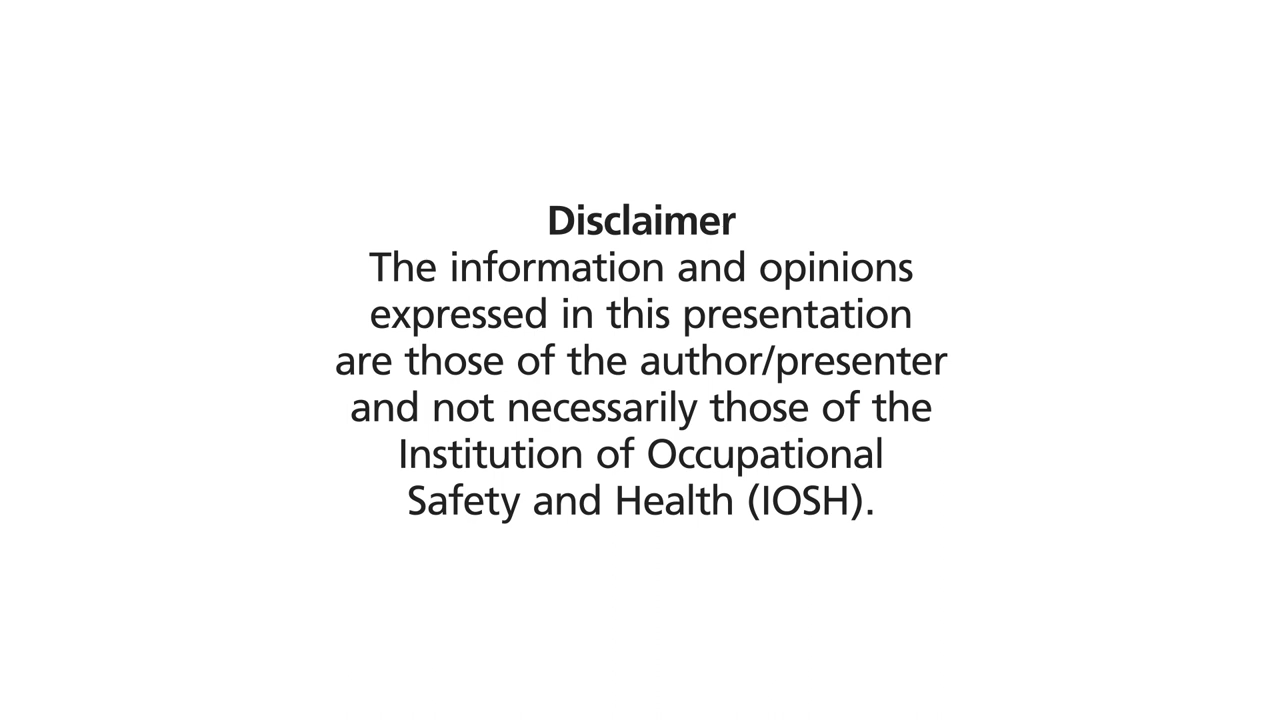 Disclaimer
The information and opinions
expressed in this presentation
are those of the author/presenter
and not necessarily those of the
Institution of Occupational
Safety and Health (IOSH).